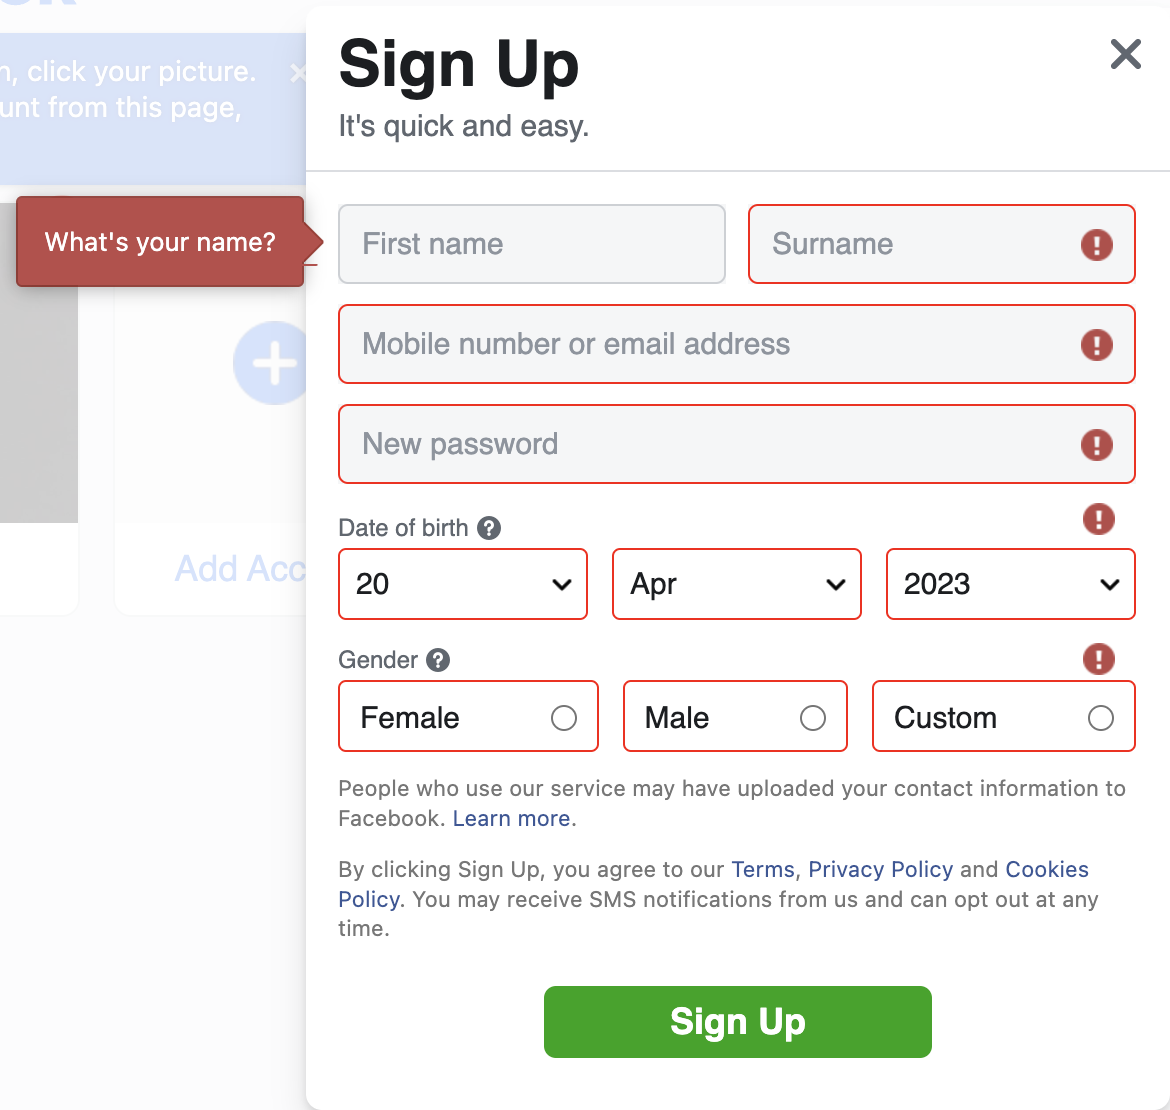 , click your picture.
unt from this page,
Sign Up
It's quick and easy.
What's your name?
First name
Surname
Mobile number or email address
New password
Date of birth
20
Apr
2023
Gender
Female
Male
Custom
People who use our service may have uploaded your contact information to
Facebook. Learn more.
By clicking Sign Up, you agree to our Terms, Privacy Policy and Cookies
Policy. You may receive SMS notifications from us and can opt out at any
time.
Sign Up
Add Acc